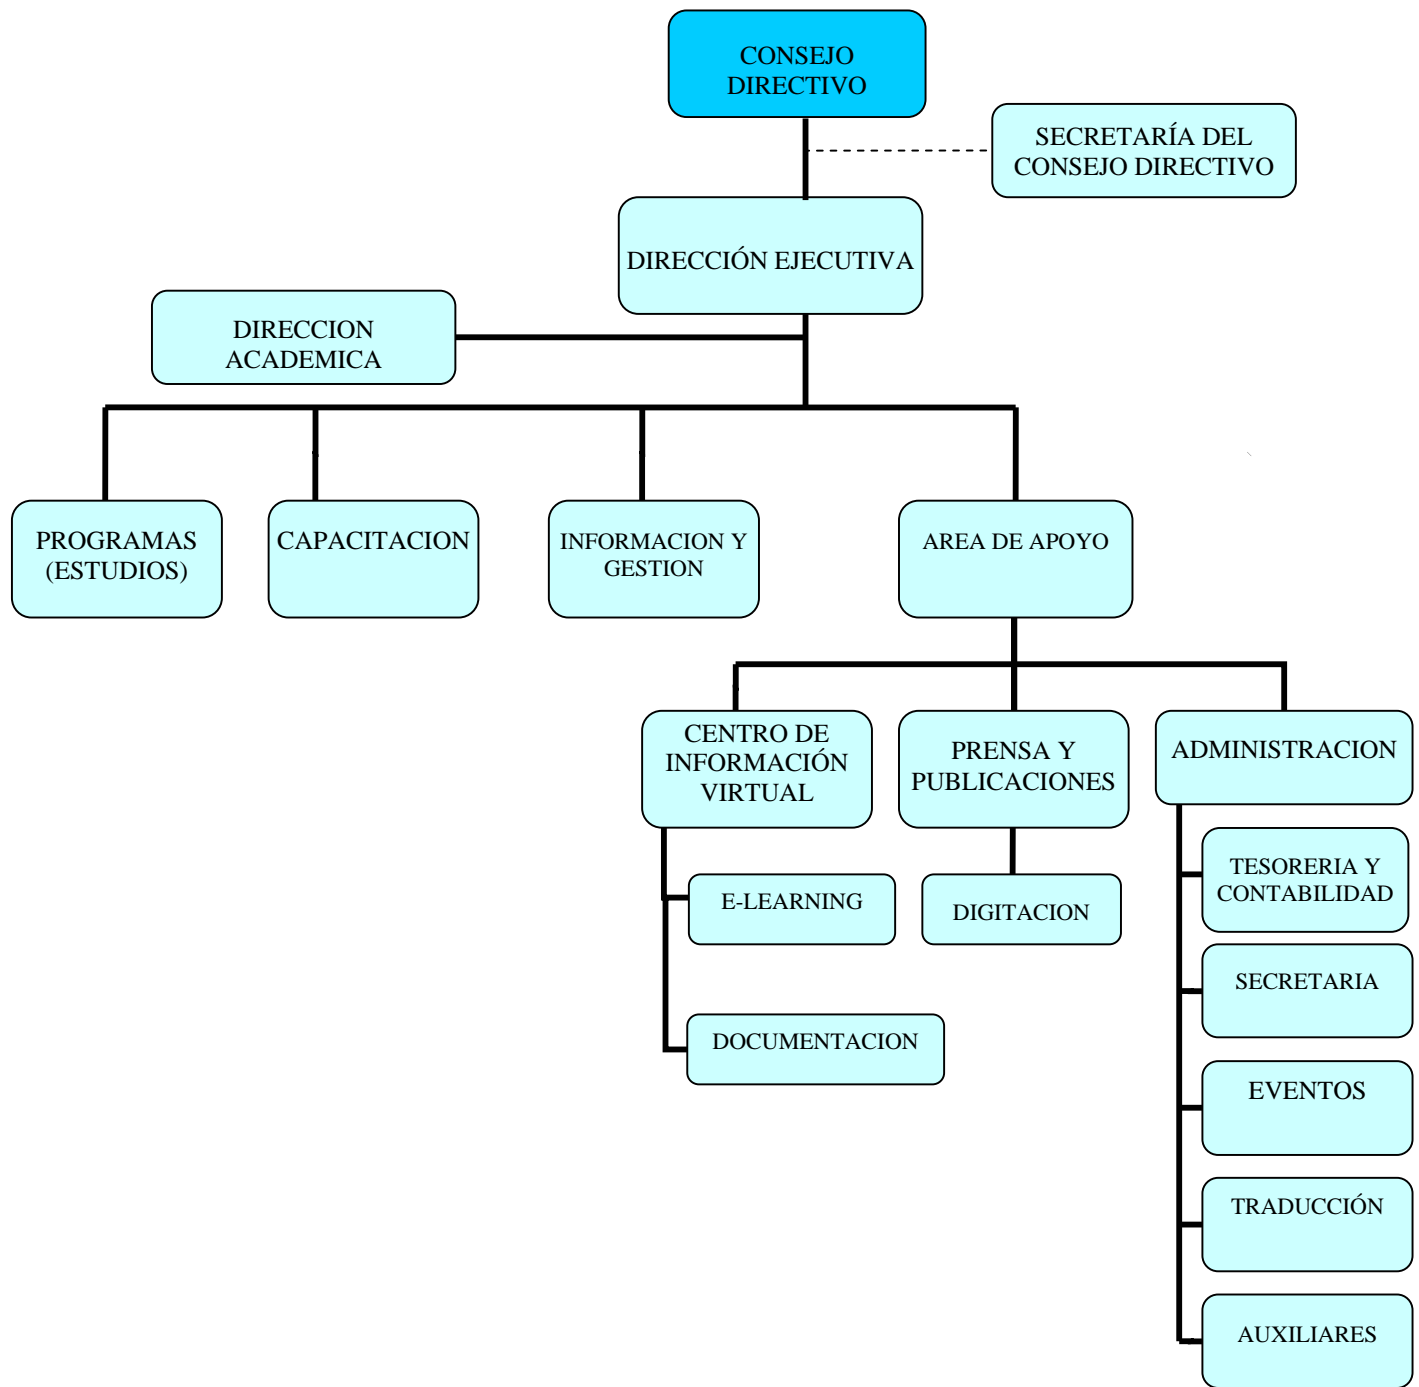 CONSEJO
DIRECTIVO
SECRETARÍA DEL
CONSEJO DIRECTIVO
DIRECCIÓN EJECUTIVA
DIRECCION
ACADEMICA
PROGRAMAS
(ESTUDIOS)
CAPACITACION
INFORMACION Y
GESTION
AREA DE APOYO
CENTRO DE
INFORMACIÓN
VIRTUAL
PRENSA Y
PUBLICACIONES
ADMINISTRACION
E-LEARNING
DOCUMENTACION
DIGITACION
TESORERIA Y
CONTABILIDAD
SECRETARIA
EVENTOS
TRADUCCIÓN
AUXILIARES